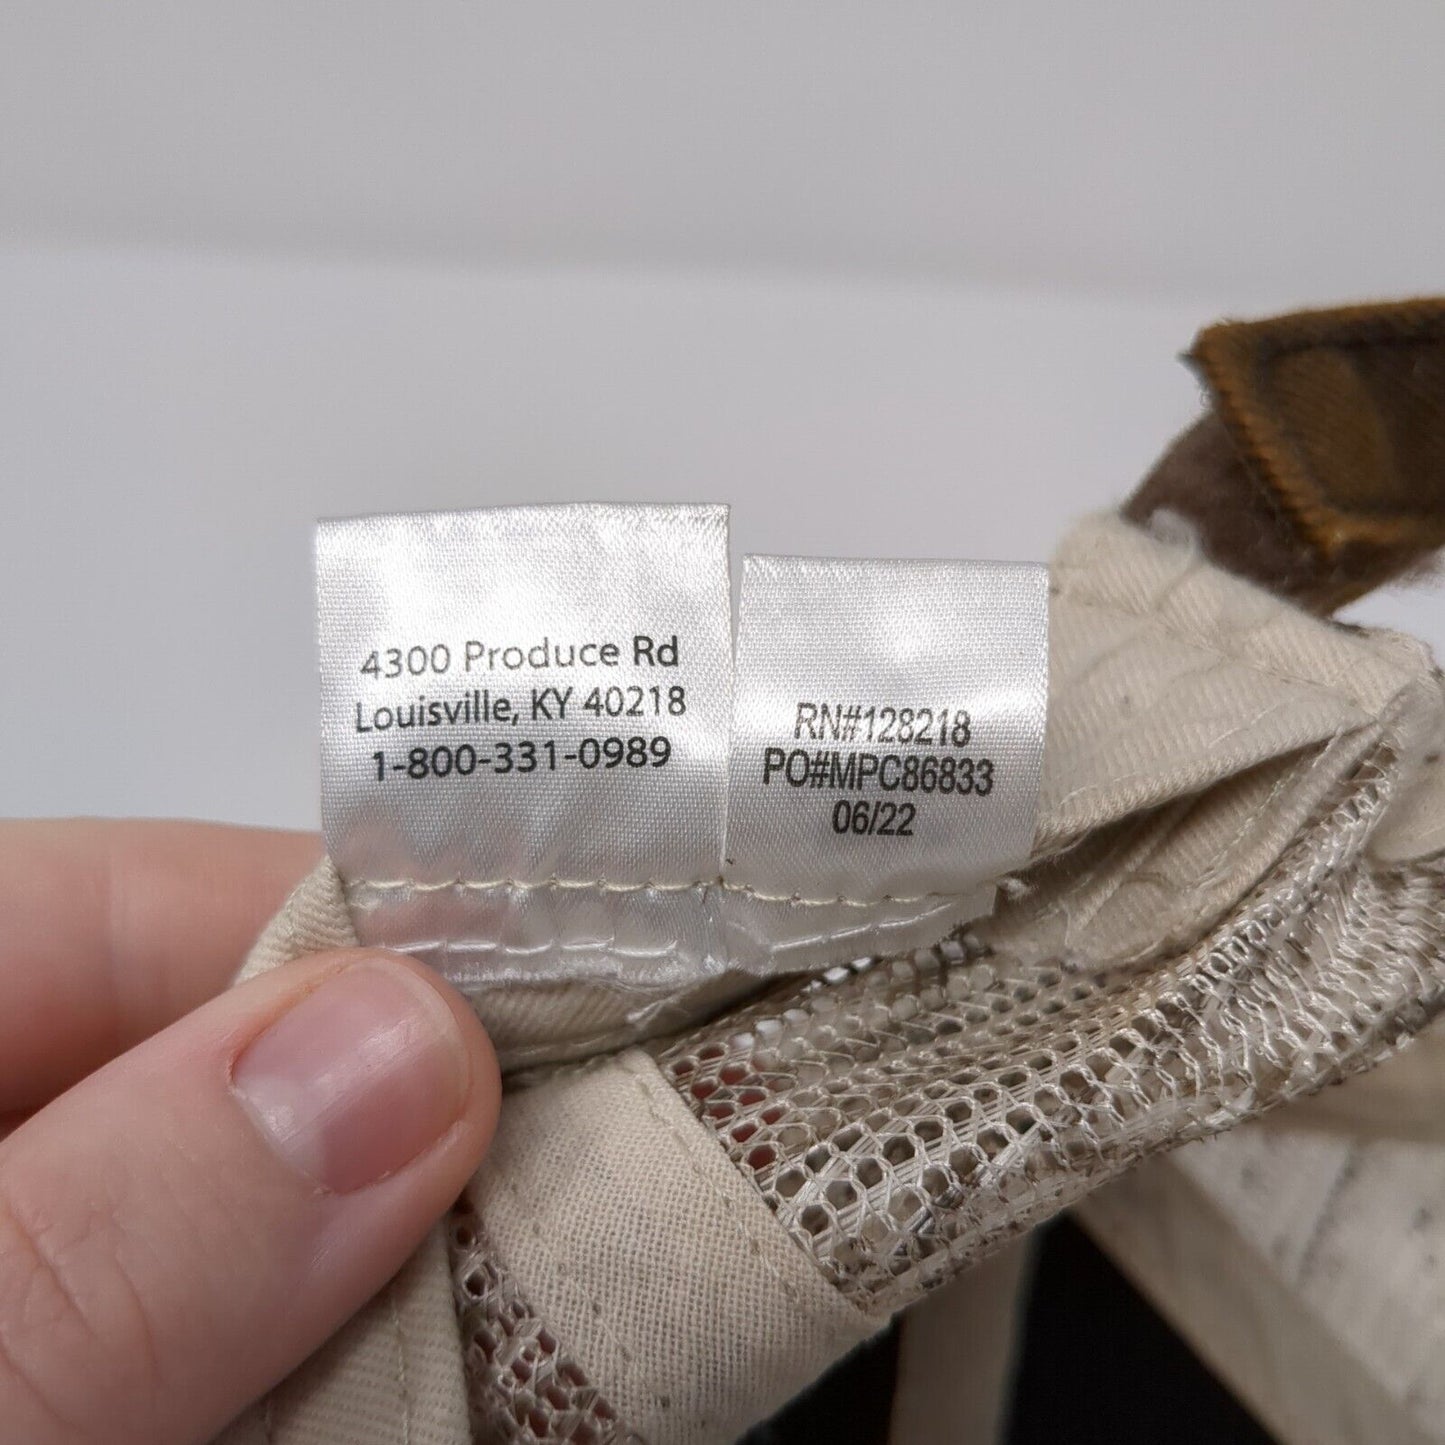 4300 Produce Rd
Louisville, KY 40218
1-800-331-0989
RN#128218
PO#MPC86833
06/22